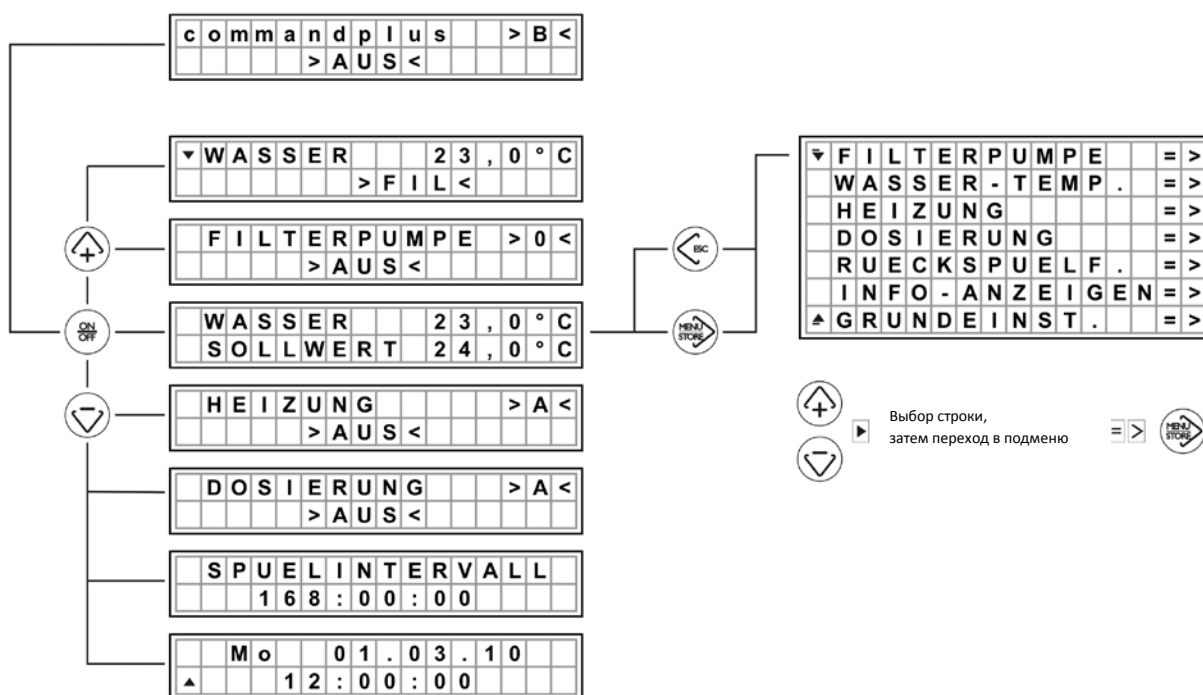 commandplus >B<
>AUS<
▼WASSER 23,0°C
>FIL<
FILTERPUMPE >0<
>AUS<
WASSER 23,0°C
SOLLWERT 24,0°C
HEIZUNG >A<
>AUS<
DOSIERUNG >A<
>AUS<
SPUELINTERVALL
168:00:00
Mo 01.03.10
▲ 12:00:00
+
ON
OFF
−
ESC
MENU
STORE
FILTERPUMPE =>
WASSER-TEMP. =>
HEIZUNG =>
DOSIERUNG =>
RUECKSPUELF. =>
INFO-ANZEIGEN=>
GRUNDEINST. =>
+
−
Выбор строки,
затем переход в подменю
=>
MENU
STORE